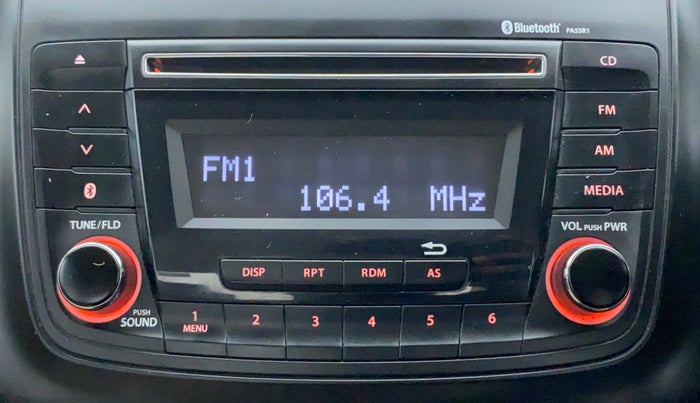 Bluetooth® PA5SR1
CD
FM
AM
MEDIA
FM1
106.4 MHz
TUNE/FLD
VOL PUSH PWR
DISP RPT RDM AS
PUSH SOUND
1 MENU 2 3 4 5 6